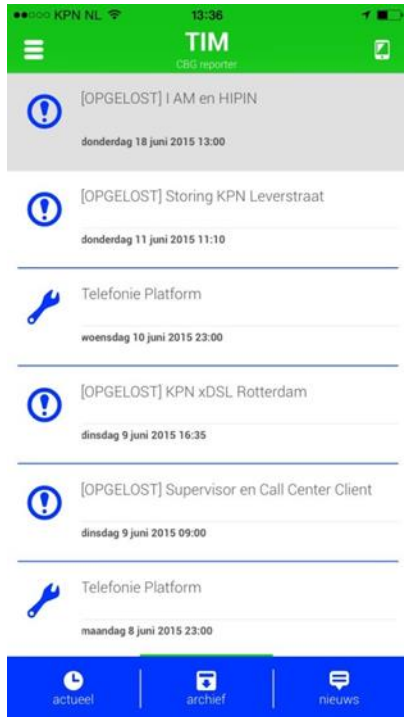 KPN NL 13:36
TIM
CBG reporter
[OPGELOST] I AM en HIPIN
donderdag 18 juni 2015 13:00
[OPGELOST] Storing KPN Leverstraat
donderdag 11 juni 2015 11:10
Telefonie Platform
woensdag 10 juni 2015 23:00
[OPGELOST] KPN xDSL Rotterdam
dinsdag 9 juni 2015 16:35
[OPGELOST] Supervisor en Call Center Client
dinsdag 9 juni 2015 09:00
Telefonie Platform
maandag 8 juni 2015 23:00
actueel archief nieuws